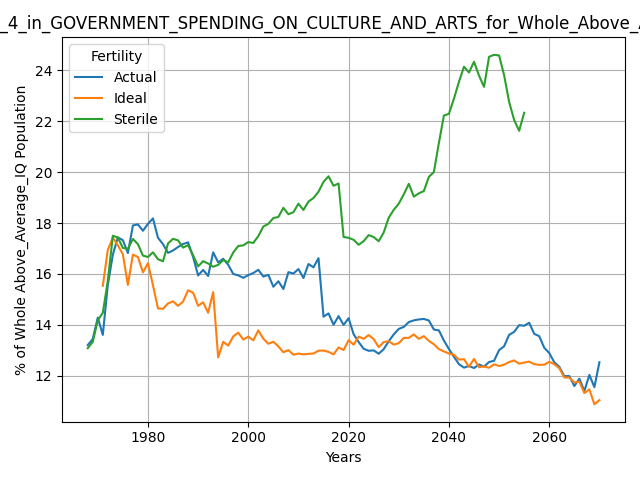 _4_in_GOVERNMENT_SPENDING_ON_CULTURE_AND_ARTS_for_Whole_Above_
Fertility
Actual
Ideal
Sterile
% of Whole Above_Average_IQ Population
24
22
20
18
16
14
12
1980
2000
2020
2040
2060
Years